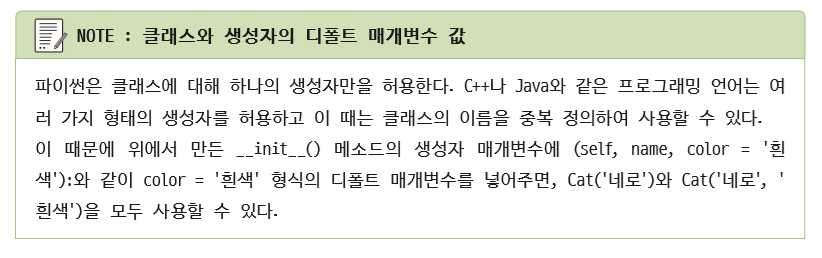 NOTE : 클래스와 생성자의 디폴트 매개변수 값
파이썬은 클래스에 대해 하나의 생성자만을 허용한다. C++나 Java와 같은 프로그래밍 언어는 여
러 가지 형태의 생성자를 허용하고 이 때는 클래스의 이름을 중복 정의하여 사용할 수 있다.
이 때문에 위에서 만든 __init__() 메소드의 생성자 매개변수에 (self, name, color = '흰
색'):와 같이 color = '흰색' 형식의 디폴트 매개변수를 넣어주면, Cat('네로')와 Cat('네로', '
흰색')을 모두 사용할 수 있다.